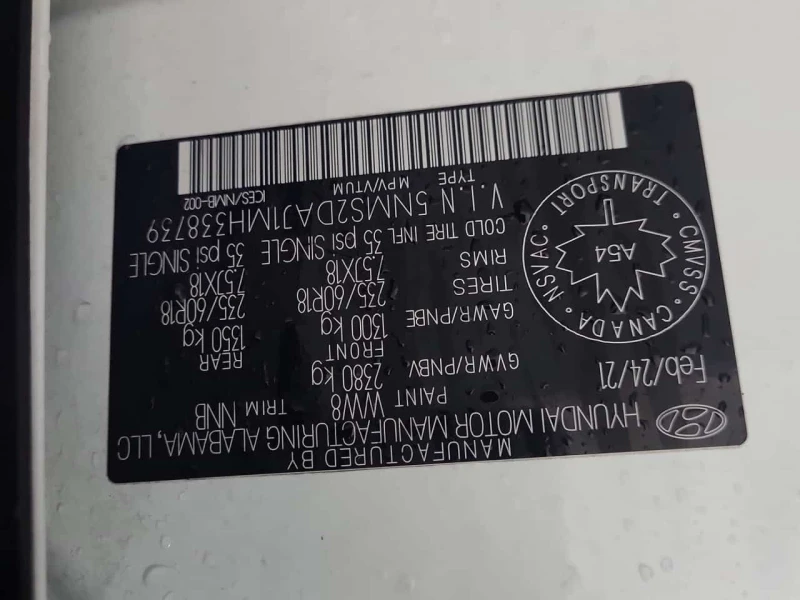 MANUFACTURED BY
HYUNDAI MOTOR MANUFACTURING ALABAMA, LLC
Feb/24/21 PAINT WW8 TRIM NNB
GVWR/PNBV. 2380 kg
FRONT REAR
GAWR/PNBE 1300 kg 1350 kg
TIRES 235/60R18 235/60R18
RIMS 7.5JX18 7.5JX18
COLD TIRE INFL 35 psi SINGLE 35 psi SINGLE
V.I.N 5NMS2DAJ1MH338739
TYPE MPV/TUM ICES/NMB-002
CMVSS · CANADA · NSVAC · TRANSPORT ·
A54